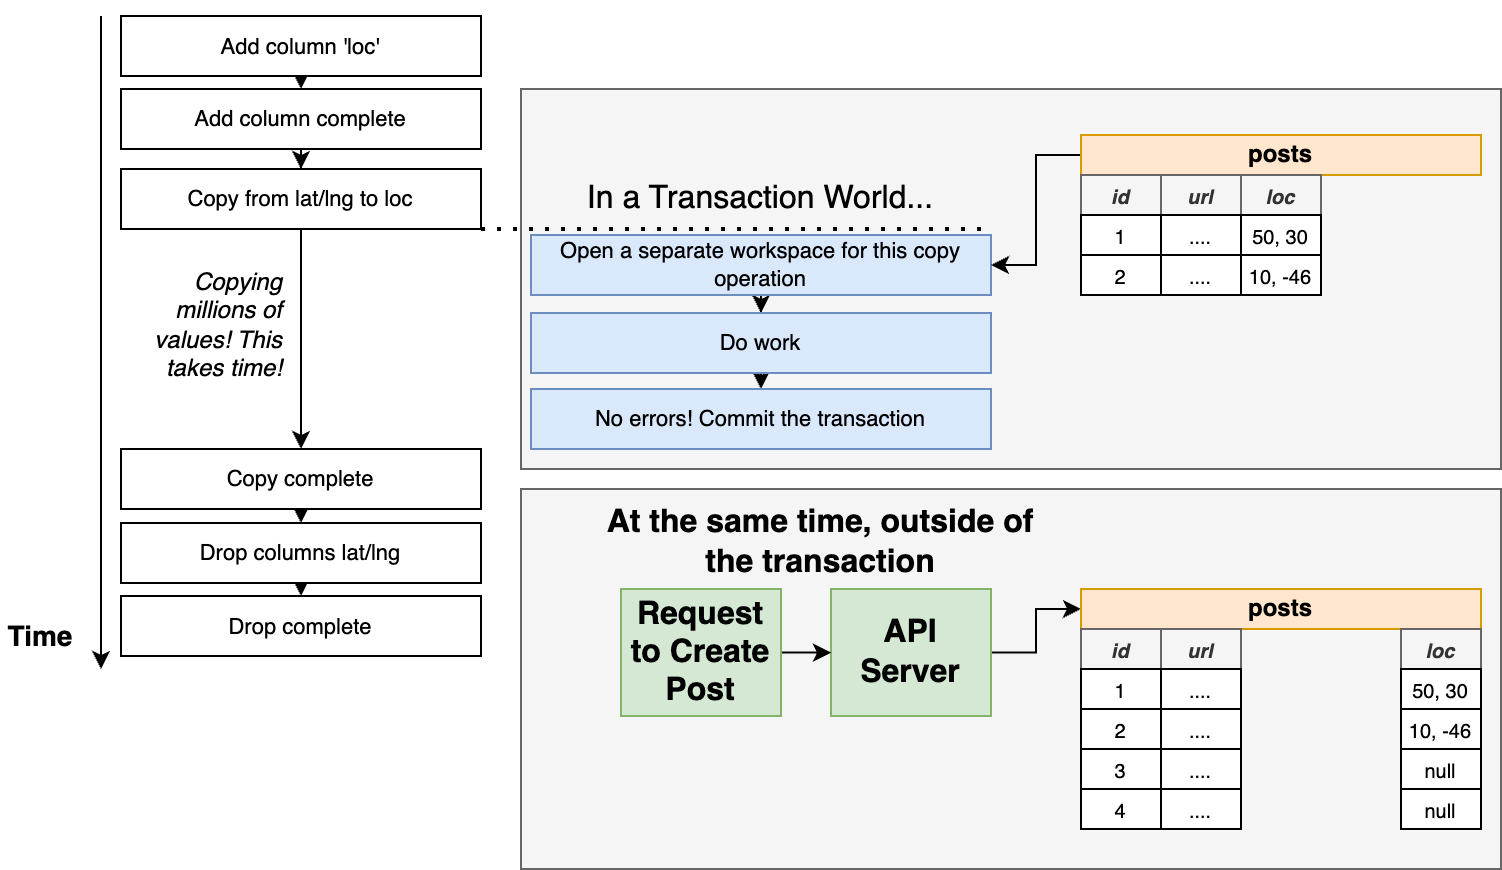 Add column 'loc'
Add column complete
Copy from lat/lng to loc
Copying
millions of
values! This
takes time!
Copy complete
Drop columns lat/lng
Drop complete
Time
In a Transaction World...
Open a separate workspace for this copy
operation
Do work
No errors! Commit the transaction
posts
id url loc
1 .... 50, 30
2 .... 10, -46
At the same time, outside of
the transaction
Request
to Create
Post
API
Server
posts
id url loc
1 .... 50, 30
2 .... 10, -46
3 .... null
4 .... null